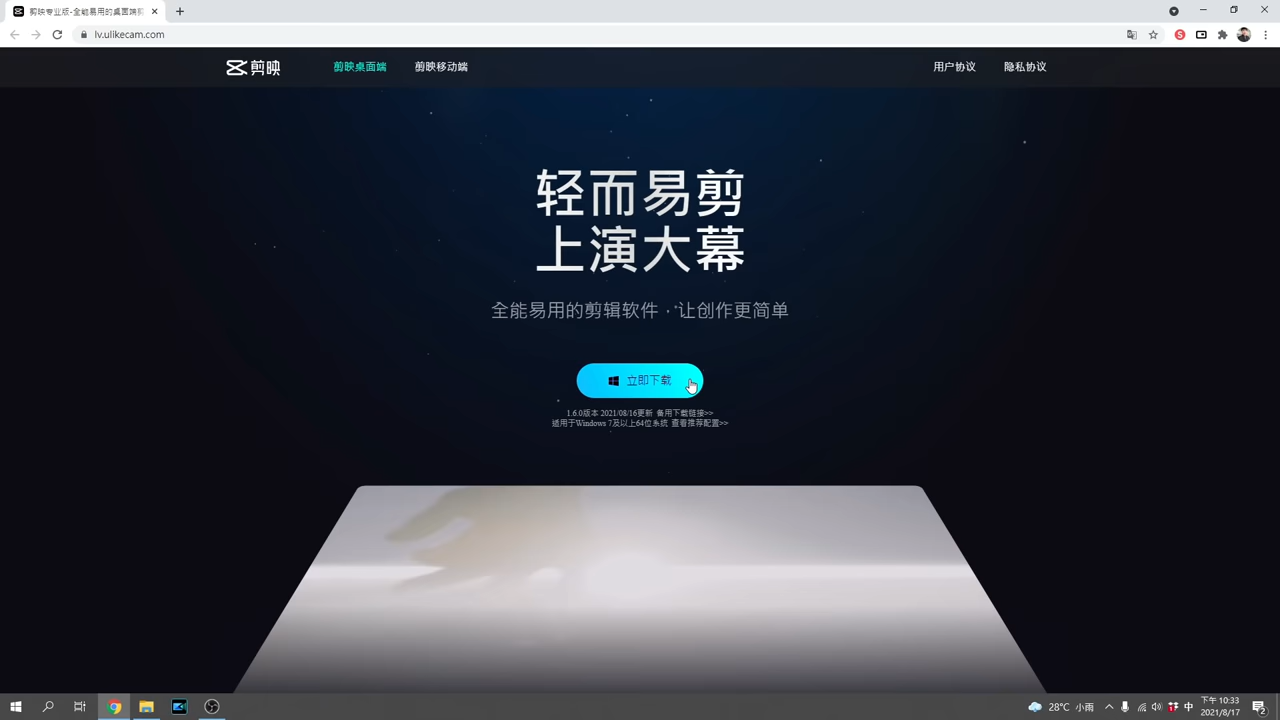 剪映专业版-全能易用的桌面端剪
lv.ulikecam.com
剪映 剪映桌面端 剪映移动端 用户协议 隐私协议
轻而易剪
上演大幕
全能易用的剪辑软件 · 让创作更简单
立即下载
1.6.0版本 2021/08/16更新 备用下载链接>>
适用于Windows 7及以上64位系统 查看推荐配置>>
28°C 小雨 中 下午 10:33
2021/8/17
2